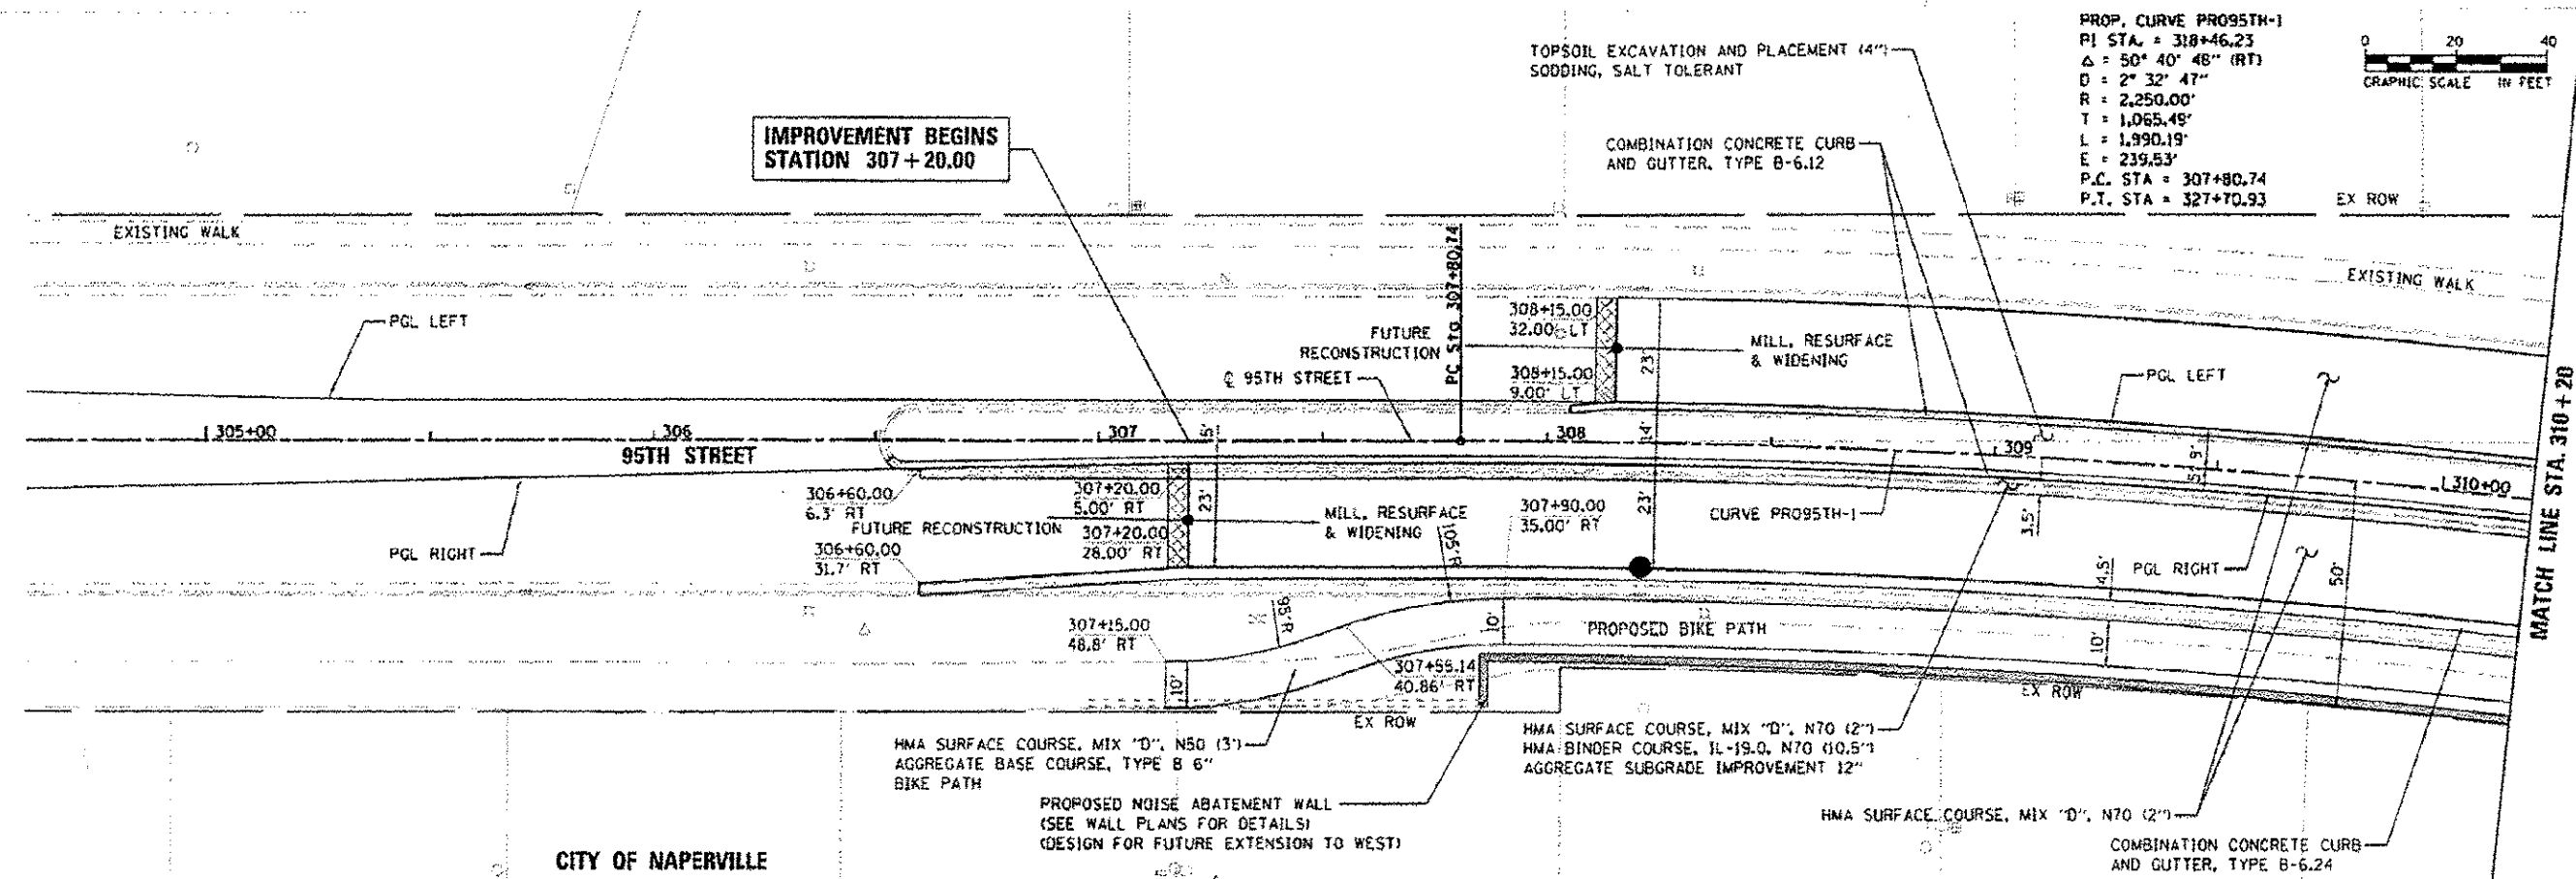 PROP. CURVE PRO95TH-1
PI STA. = 318+46.23
Δ = 50° 40' 48" (RT)
D = 2° 32' 47"
R = 2,250.00'
T = 1,065.49'
L = 1,990.19'
E = 239.53'
P.C. STA = 307+80.74
P.T. STA = 327+70.93
0 20 40
GRAPHIC SCALE IN FEET
TOPSOIL EXCAVATION AND PLACEMENT (4")
SODDING, SALT TOLERANT
IMPROVEMENT BEGINS
STATION 307+20.00
COMBINATION CONCRETE CURB
AND GUTTER, TYPE B-6.12
EX ROW
EXISTING WALK
EXISTING WALK
PC Sta 307+80.74
PGL LEFT
FUTURE
RECONSTRUCTION
308+15.00
32.00' LT
MILL, RESURFACE
& WIDENING
23'
℄ 95TH STREET
308+15.00
9.00' LT
PGL LEFT
305+00
306
307
5'
308
14'
309
5'
9'
310+00
95TH STREET
MATCH LINE STA. 310+20
306+60.00
6.3' RT
307+20.00
5.00' RT
23'
FUTURE RECONSTRUCTION
MILL, RESURFACE
& WIDENING
307+90.00
35.00' RT
23'
CURVE PRO95TH-1
3.5'
PGL RIGHT
306+60.00
31.7' RT
307+20.00
28.00' RT
105'R
4.5'
PGL RIGHT
50'
307+15.00
48.8' RT
95'R
10'
PROPOSED BIKE PATH
10'
10'
307+55.14
40.86' RT
EX ROW
EX ROW
HMA SURFACE COURSE, MIX "D", N50 (3")
AGGREGATE BASE COURSE, TYPE B 6"
BIKE PATH
HMA SURFACE COURSE, MIX "D", N70 (2")
HMA BINDER COURSE, IL-19.0, N70 (10.5")
AGGREGATE SUBGRADE IMPROVEMENT 12"
PROPOSED NOISE ABATEMENT WALL
(SEE WALL PLANS FOR DETAILS)
(DESIGN FOR FUTURE EXTENSION TO WEST)
HMA SURFACE COURSE, MIX "D", N70 (2")
COMBINATION CONCRETE CURB
AND GUTTER, TYPE B-6.24
CITY OF NAPERVILLE